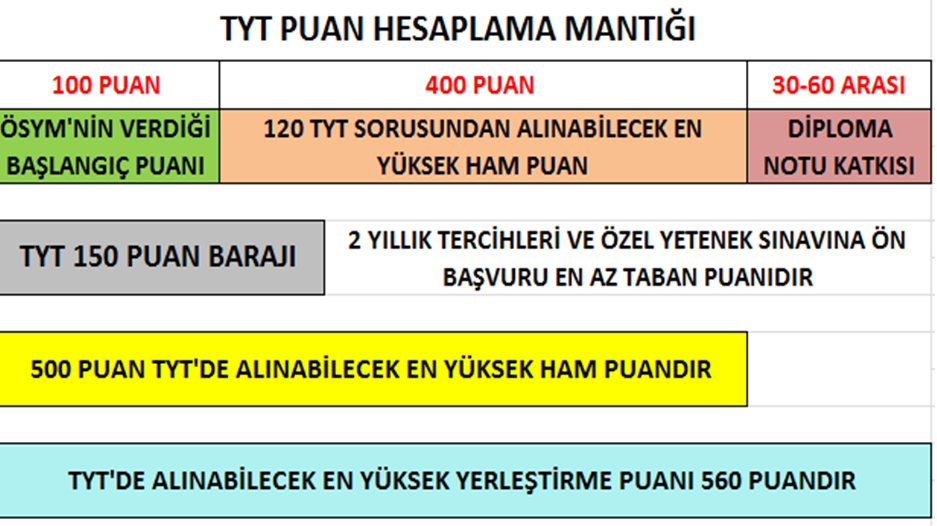 TYT PUAN HESAPLAMA MANTIĞI
100 PUAN
400 PUAN
30-60 ARASI
ÖSYM'NİN VERDİĞİ
BAŞLANGIÇ PUANI
120 TYT SORUSUNDAN ALINABİLECEK EN
YÜKSEK HAM PUAN
DİPLOMA
NOTU KATKISI
TYT 150 PUAN BARAJI
2 YILLIK TERCİHLERİ VE ÖZEL YETENEK SINAVINA ÖN
BAŞVURU EN AZ TABAN PUANIDIR
500 PUAN TYT'DE ALINABİLECEK EN YÜKSEK HAM PUANDIR
TYT'DE ALINABİLECEK EN YÜKSEK YERLEŞTİRME PUANI 560 PUANDIR